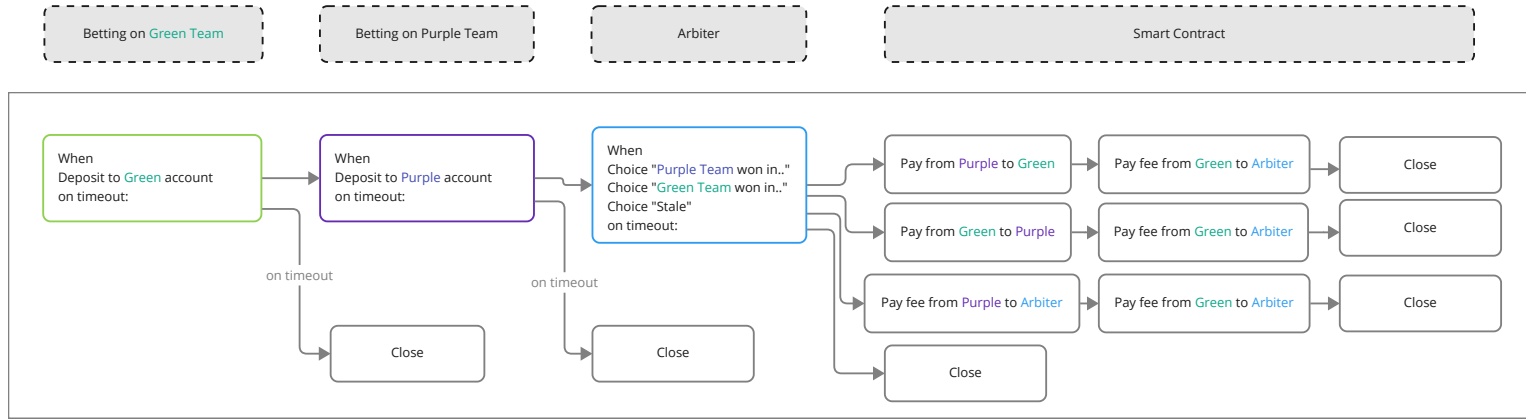 Betting on Green Team
Betting on Purple Team
Arbiter
Smart Contract
When
Deposit to Green account
on timeout:
When
Deposit to Purple account
on timeout:
When
Choice "Purple Team won in.."
Choice "Green Team won in.."
Choice "Stale"
on timeout:
Pay from Purple to Green
Pay fee from Green to Arbiter
Close
Pay from Green to Purple
Pay fee from Green to Arbiter
Close
Pay fee from Purple to Arbiter
Pay fee from Green to Arbiter
Close
Close
on timeout
on timeout
Close
Close